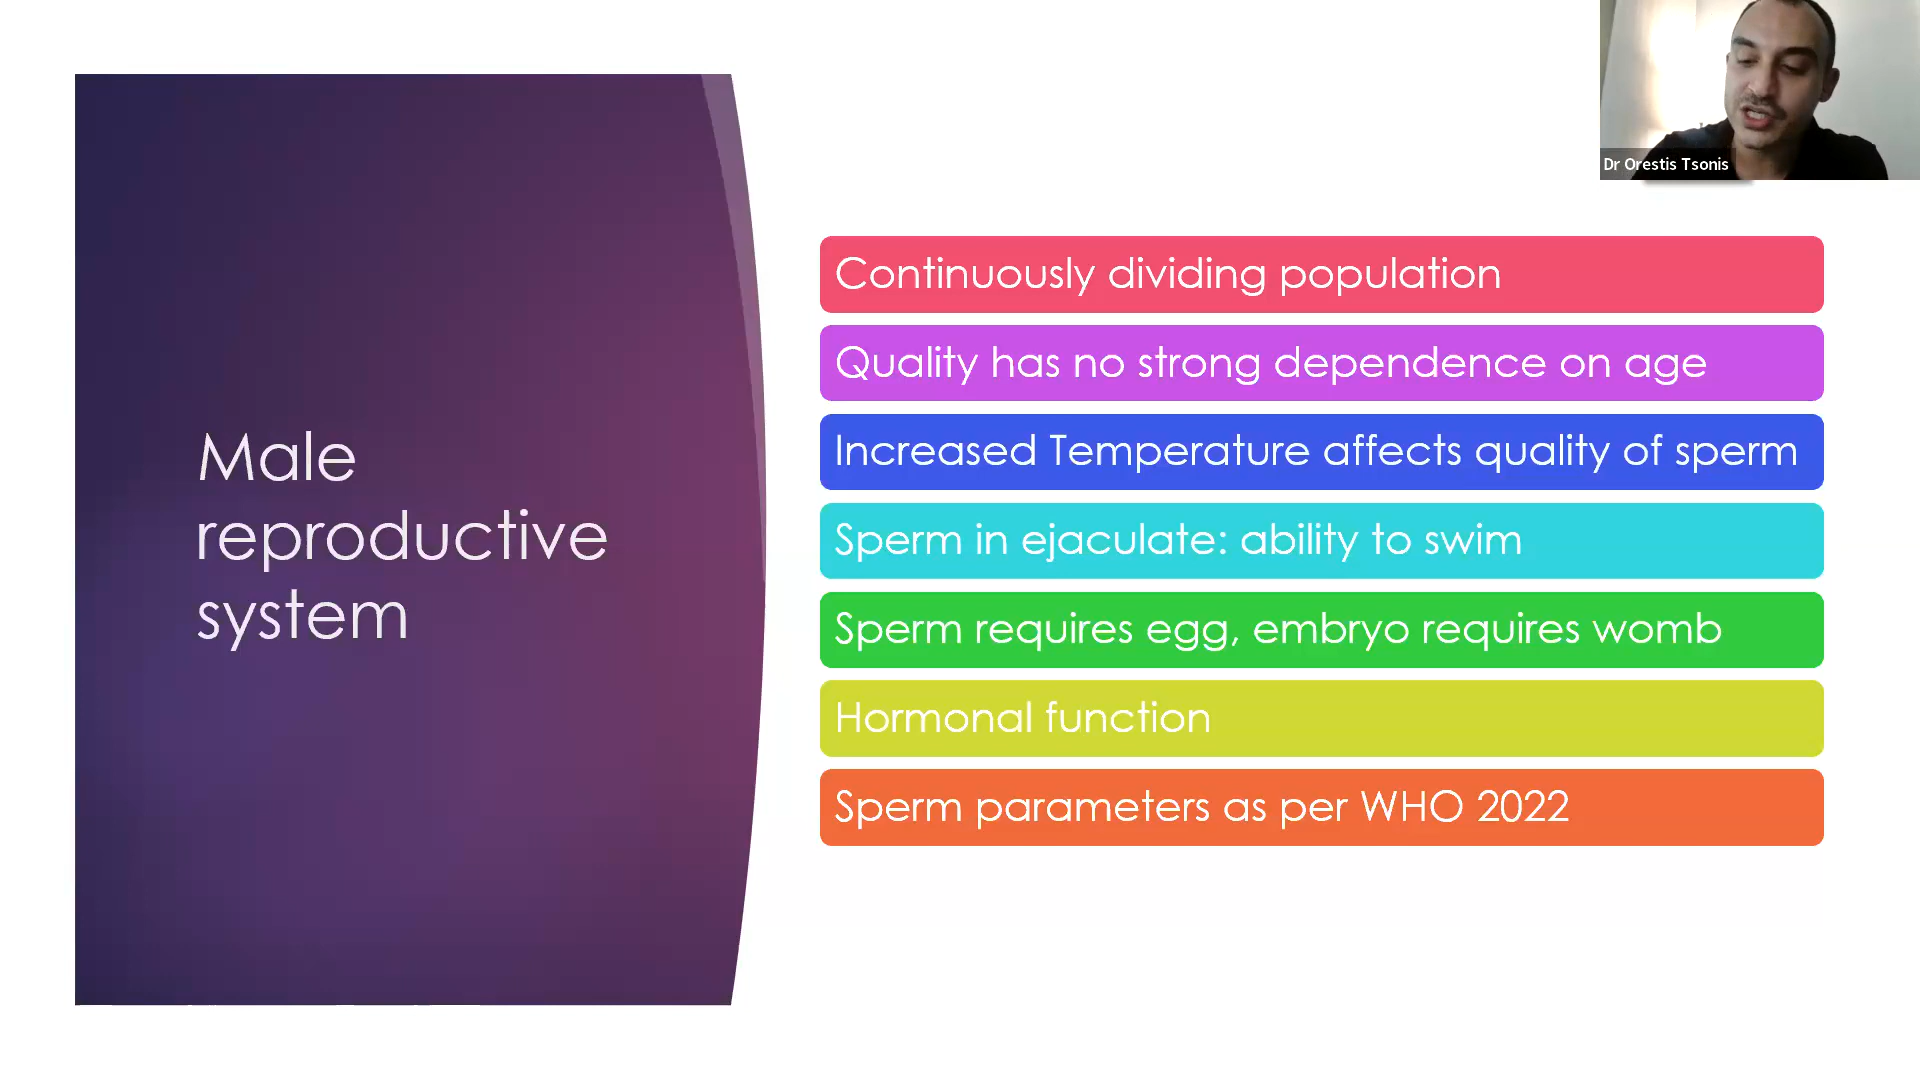 Dr Orestis Tsonis
Male
reproductive
system
Continuously dividing population
Quality has no strong dependence on age
Increased Temperature affects quality of sperm
Sperm in ejaculate: ability to swim
Sperm requires egg, embryo requires womb
Hormonal function
Sperm parameters as per WHO 2022